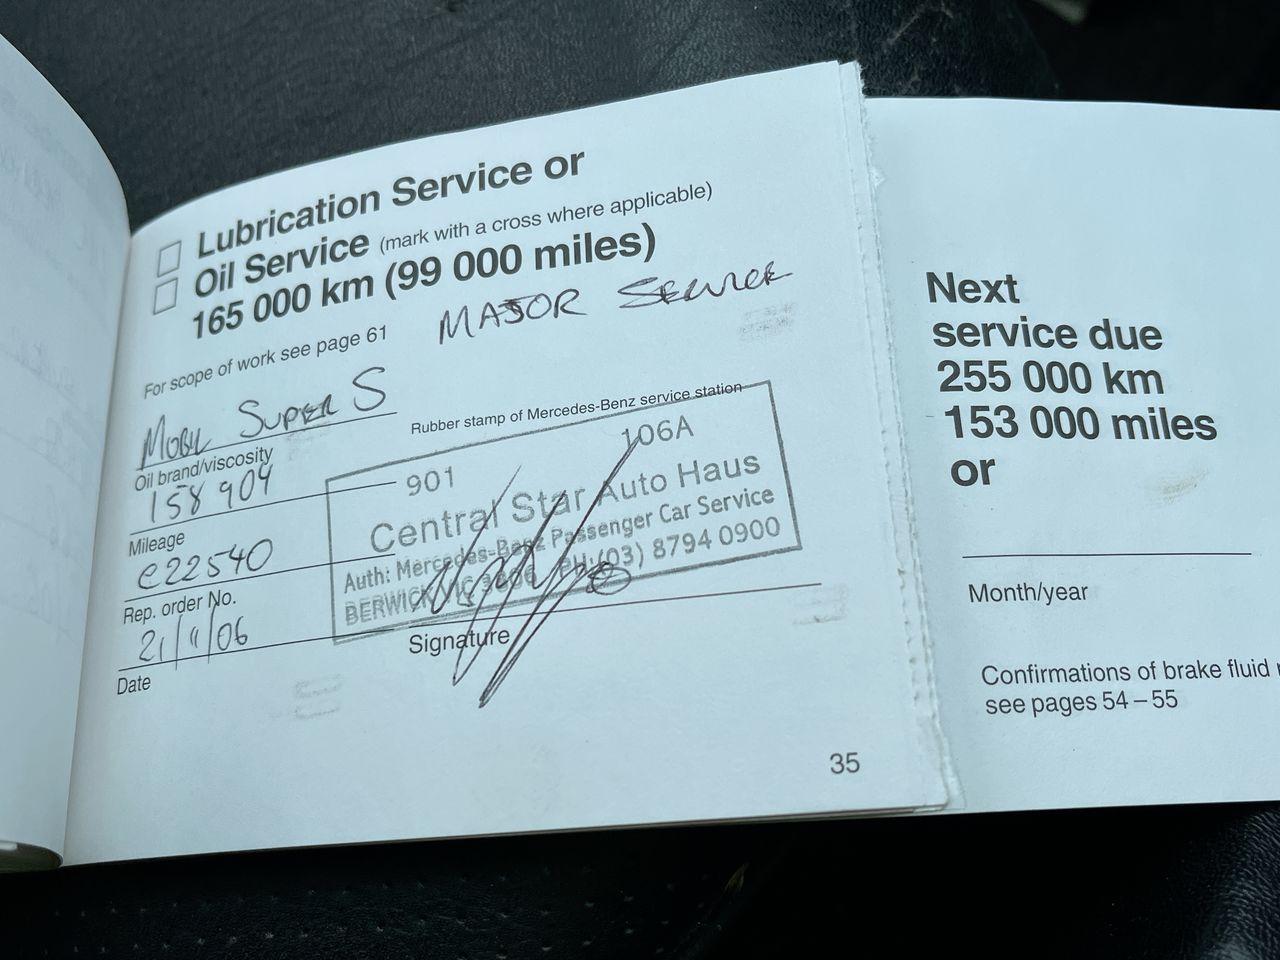 Lubrication Service or
Oil Service (mark with a cross where applicable)
165 000 km (99 000 miles)
For scope of work see page 61
MAJOR SERVICE
Mobil Super S
Oil brand/viscosity
158 904
Mileage
C22540
Rep. order No.
21/11/06
Date
Rubber stamp of Mercedes-Benz service station
901 106A
Central Star Auto Haus
Auth: Mercedes-Benz Passenger Car Service
BERWICK VIC 3806 PH: (03) 8794 0900
Signature
35
Next
service due
255 000 km
153 000 miles
or
Month/year
Confirmations of brake fluid
see pages 54 – 55